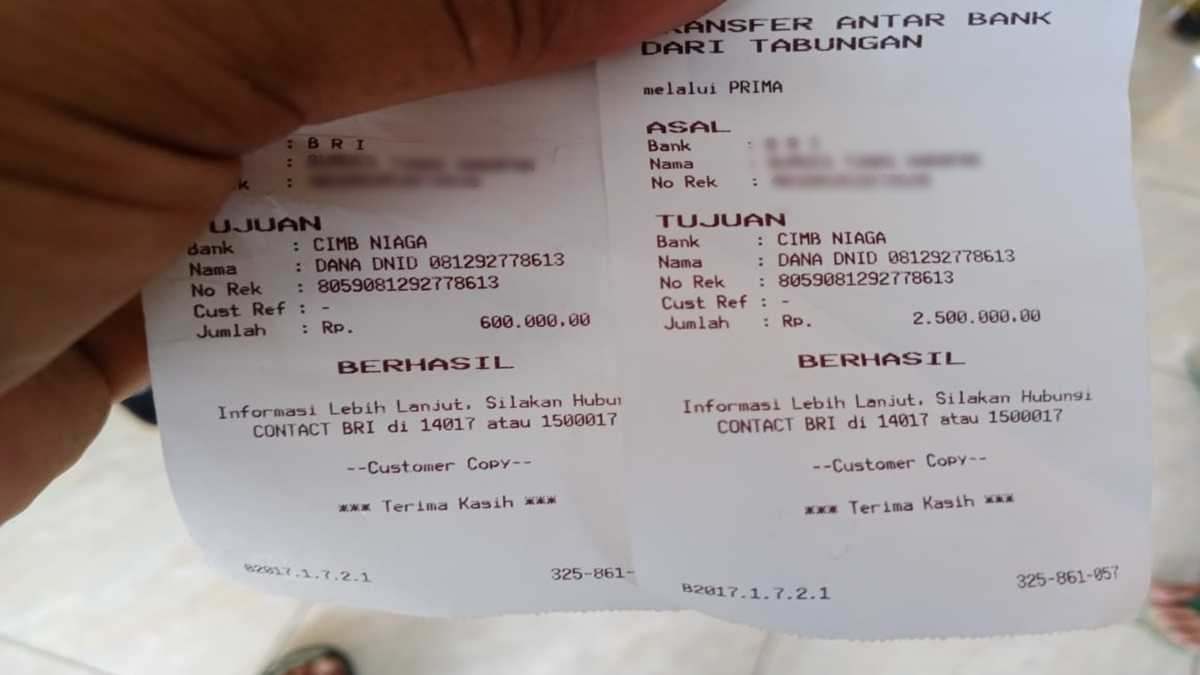 : B R I
:
k :
UJUAN
Bank : CIMB NIAGA
Nama : DANA DNID 081292778613
No Rek : 8059081292778613
Cust Ref : -
Jumlah : Rp. 600.000,00
BERHASIL
Informasi Lebih Lanjut, Silakan Hubun
CONTACT BRI di 14017 atau 1500017
--Customer Copy--
*** Terima Kasih ***
B2017.1.7.2.1 325-861-
RANSFER ANTAR BANK
DARI TABUNGAN
melalui PRIMA
ASAL
Bank :
Nama :
No Rek :
TUJUAN
Bank : CIMB NIAGA
Nama : DANA DNID 081292778613
No Rek : 8059081292778613
Cust Ref : -
Jumlah : Rp. 2.500.000,00
BERHASIL
Informasi Lebih Lanjut, Silakan Hubungi
CONTACT BRI di 14017 atau 1500017
--Customer Copy--
*** Terima Kasih ***
B2017.1.7.2.1 325-861-057